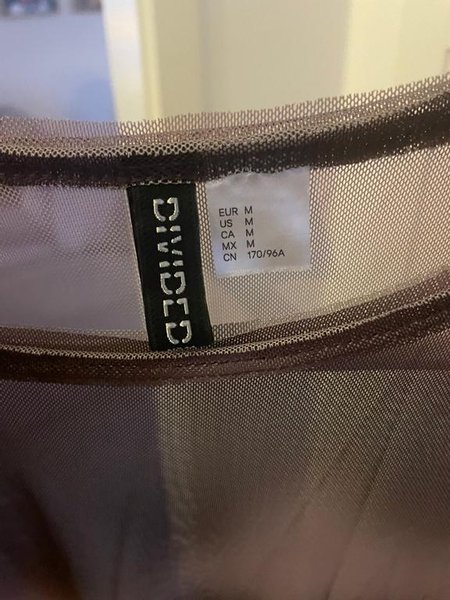 DIVIDED
EUR M
US M
CA M
MX M
CN 170/96A